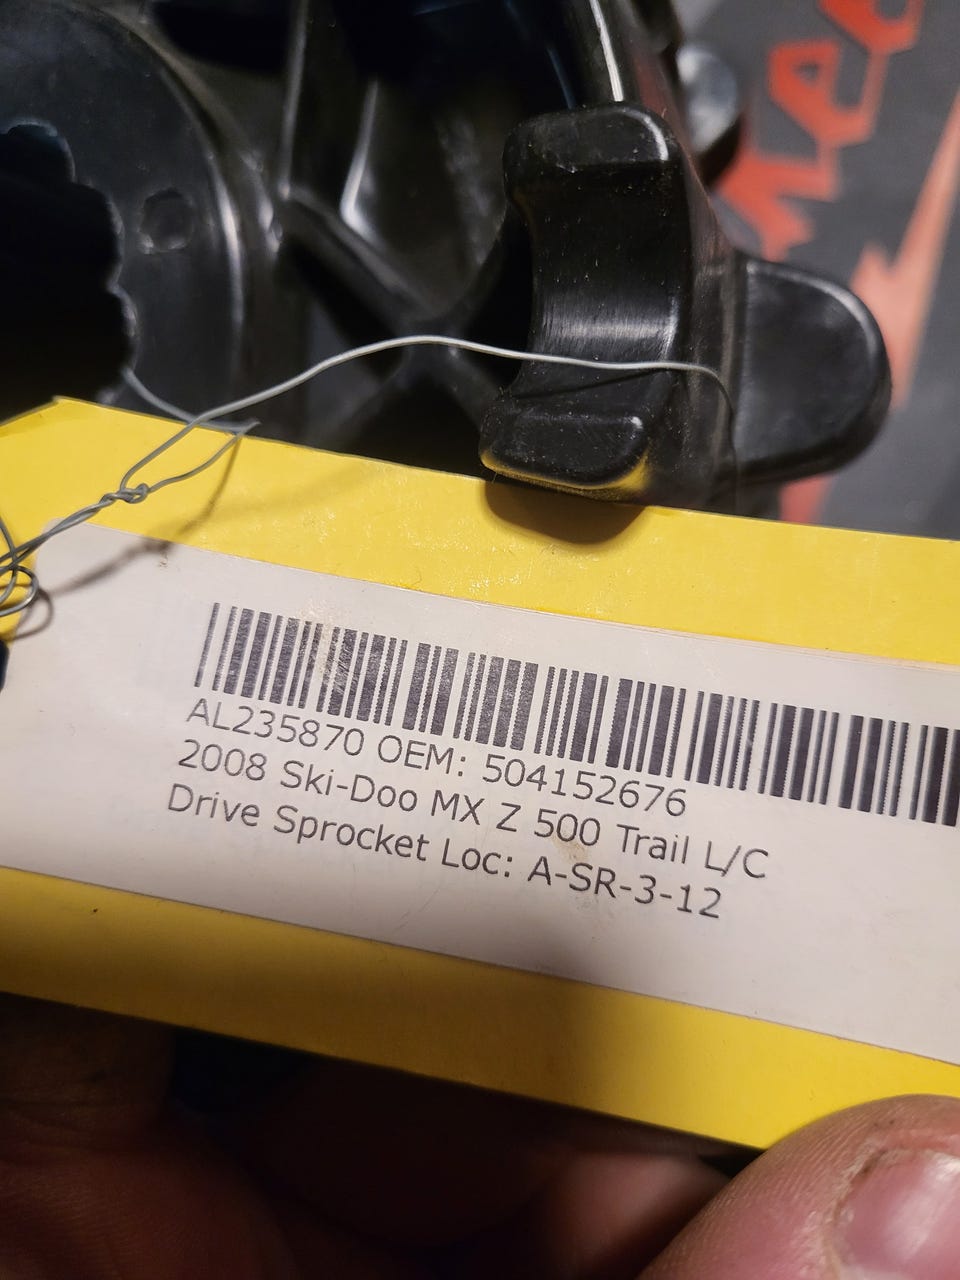 AL235870 OEM: 504152676
2008 Ski-Doo MX Z 500 Trail L/C
Drive Sprocket Loc: A-SR-3-12